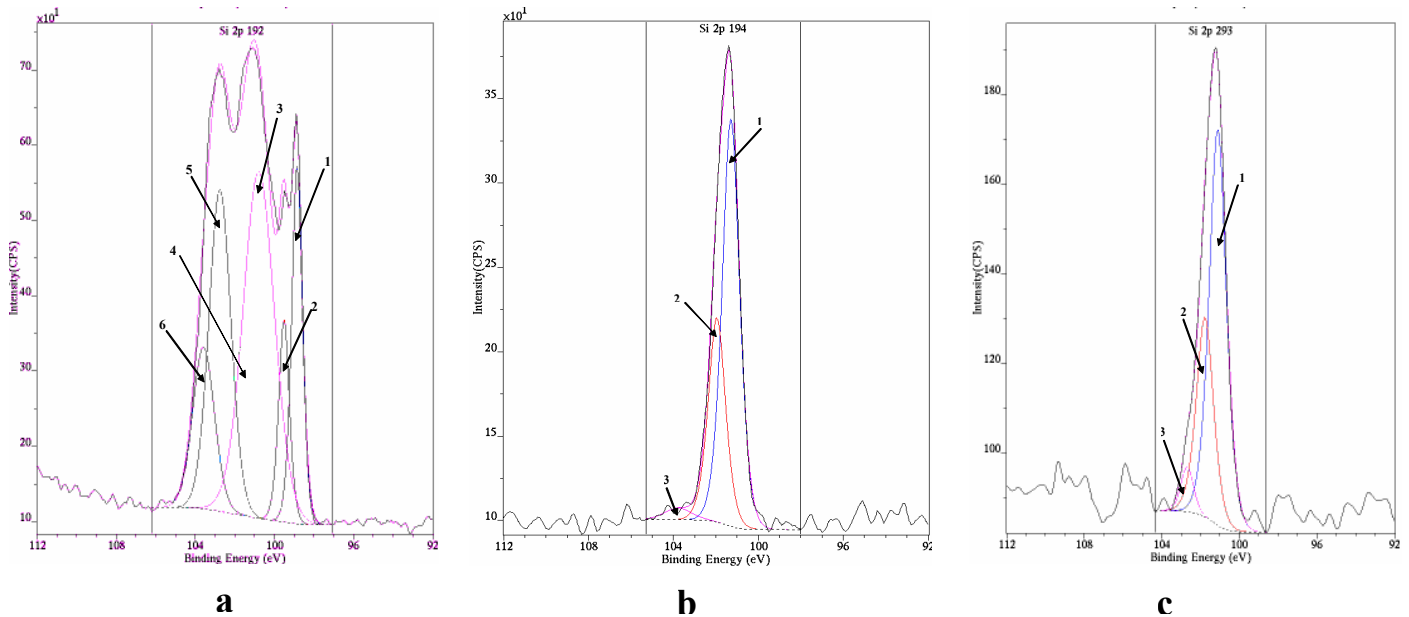 x10¹
Si 2p 192
70
60
50
40
30
20
10
Intensity(CPS)
1
2
3
4
5
6
112 108 104 100 96 92
Binding Energy (eV)
a
x10¹
Si 2p 194
35
30
25
20
15
10
Intensity(CPS)
1
2
3
112 108 104 100 96 92
Binding Energy (eV)
b
Si 2p 293
180
160
140
120
100
Intensity(CPS)
1
2
3
112 108 104 100 96 92
Binding Energy (eV)
c